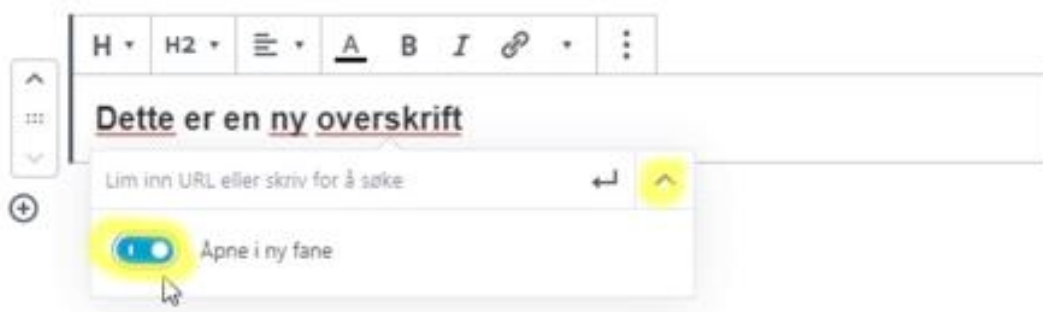 H H2 A B I
Dette er en ny overskrift
Lim inn URL eller skriv for å søke
Åpne i ny fane